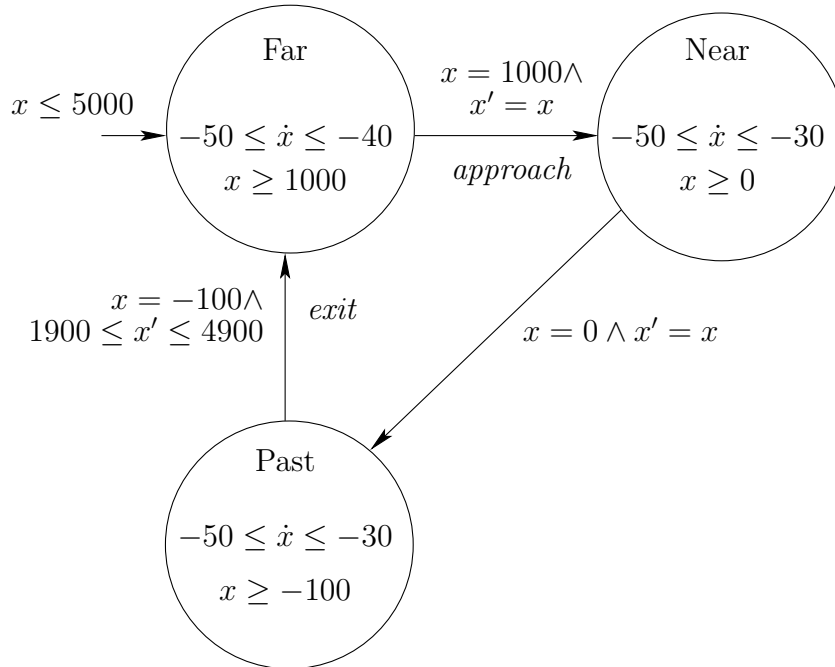 Far
Near
x ≤ 5000
x = 1000∧
x′ = x
−50 ≤ ẋ ≤ −40
x ≥ 1000
approach
−50 ≤ ẋ ≤ −30
x ≥ 0
x = −100∧
1900 ≤ x′ ≤ 4900
exit
x = 0 ∧ x′ = x
Past
−50 ≤ ẋ ≤ −30
x ≥ −100